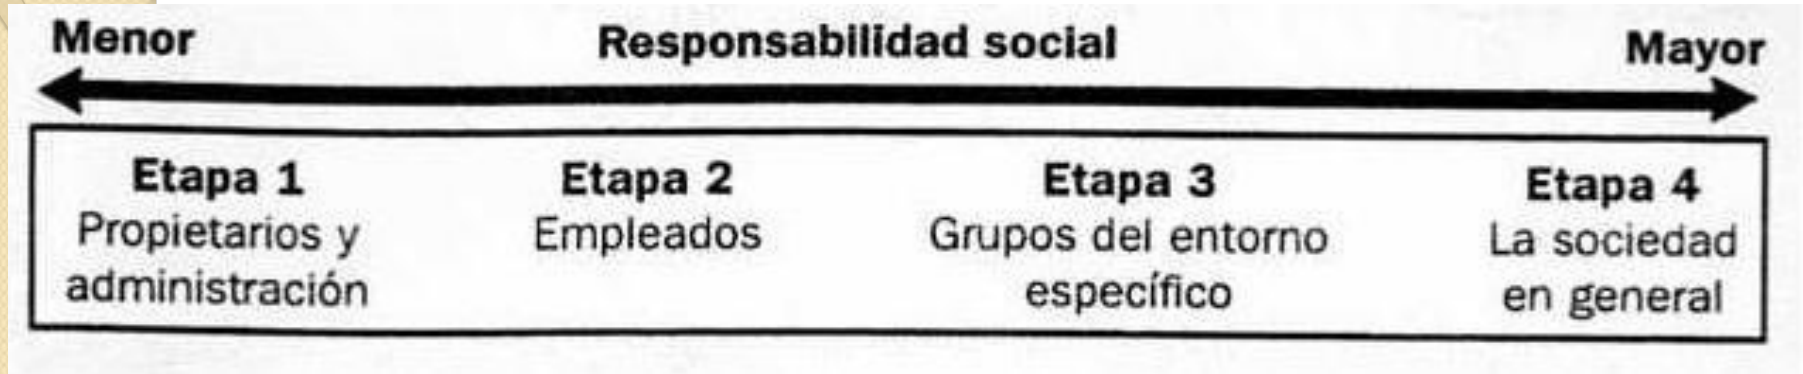 Menor Responsabilidad social Mayor
Etapa 1 Etapa 2 Etapa 3 Etapa 4
Propietarios y Empleados Grupos del entorno La sociedad
administración específico en general